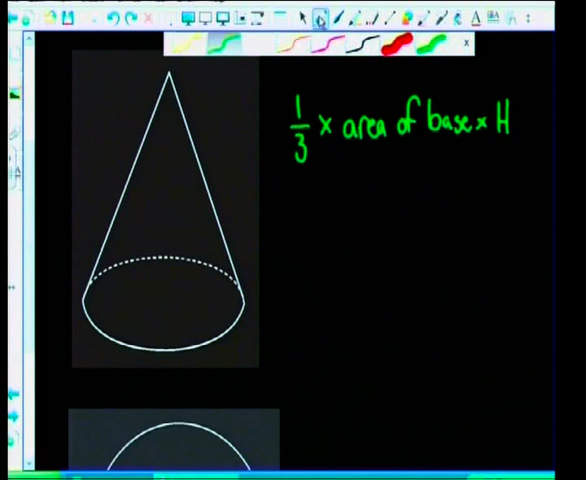 1/3 × area of base × H